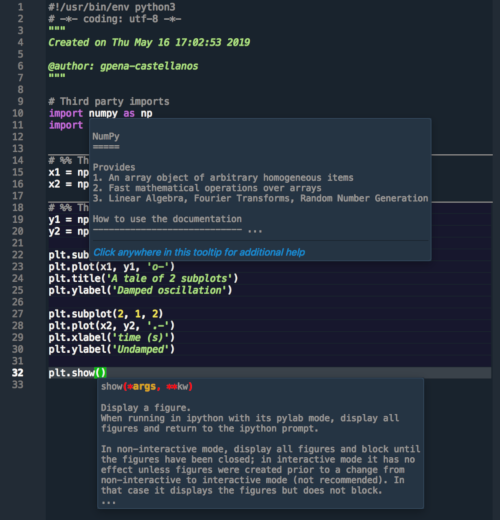 1 #!/usr/bin/env python3
2 # -*- coding: utf-8 -*-
3 """
4 Created on Thu May 16 17:02:53 2019
5
6 @author: gpena-castellanos
7 """
8
9 # Third party imports
10 import numpy as np
11 import
12
13
14 # %% Th
15 x1 = np
16 x2 = np
17
18 # %% Th
19 y1 = np
20 y2 = np
21
22 plt.sub
23 plt.plot(x1, y1, 'o-')
24 plt.title('A tale of 2 subplots')
25 plt.ylabel('Damped oscillation')
26
27 plt.subplot(2, 1, 2)
28 plt.plot(x2, y2, '.-')
29 plt.xlabel('time (s)')
30 plt.ylabel('Undamped')
31
32 plt.show()
33
NumPy
=====
Provides
1. An array object of arbitrary homogeneous items
2. Fast mathematical operations over arrays
3. Linear Algebra, Fourier Transforms, Random Number Generation
How to use the documentation
---------------------------- ...
Click anywhere in this tooltip for additional help
show(*args, **kw)
Display a figure.
When running in ipython with its pylab mode, display all
figures and return to the ipython prompt.
In non-interactive mode, display all figures and block until
the figures have been closed; in interactive mode it has no
effect unless figures were created prior to a change from
non-interactive to interactive mode (not recommended). In
that case it displays the figures but does not block.
...